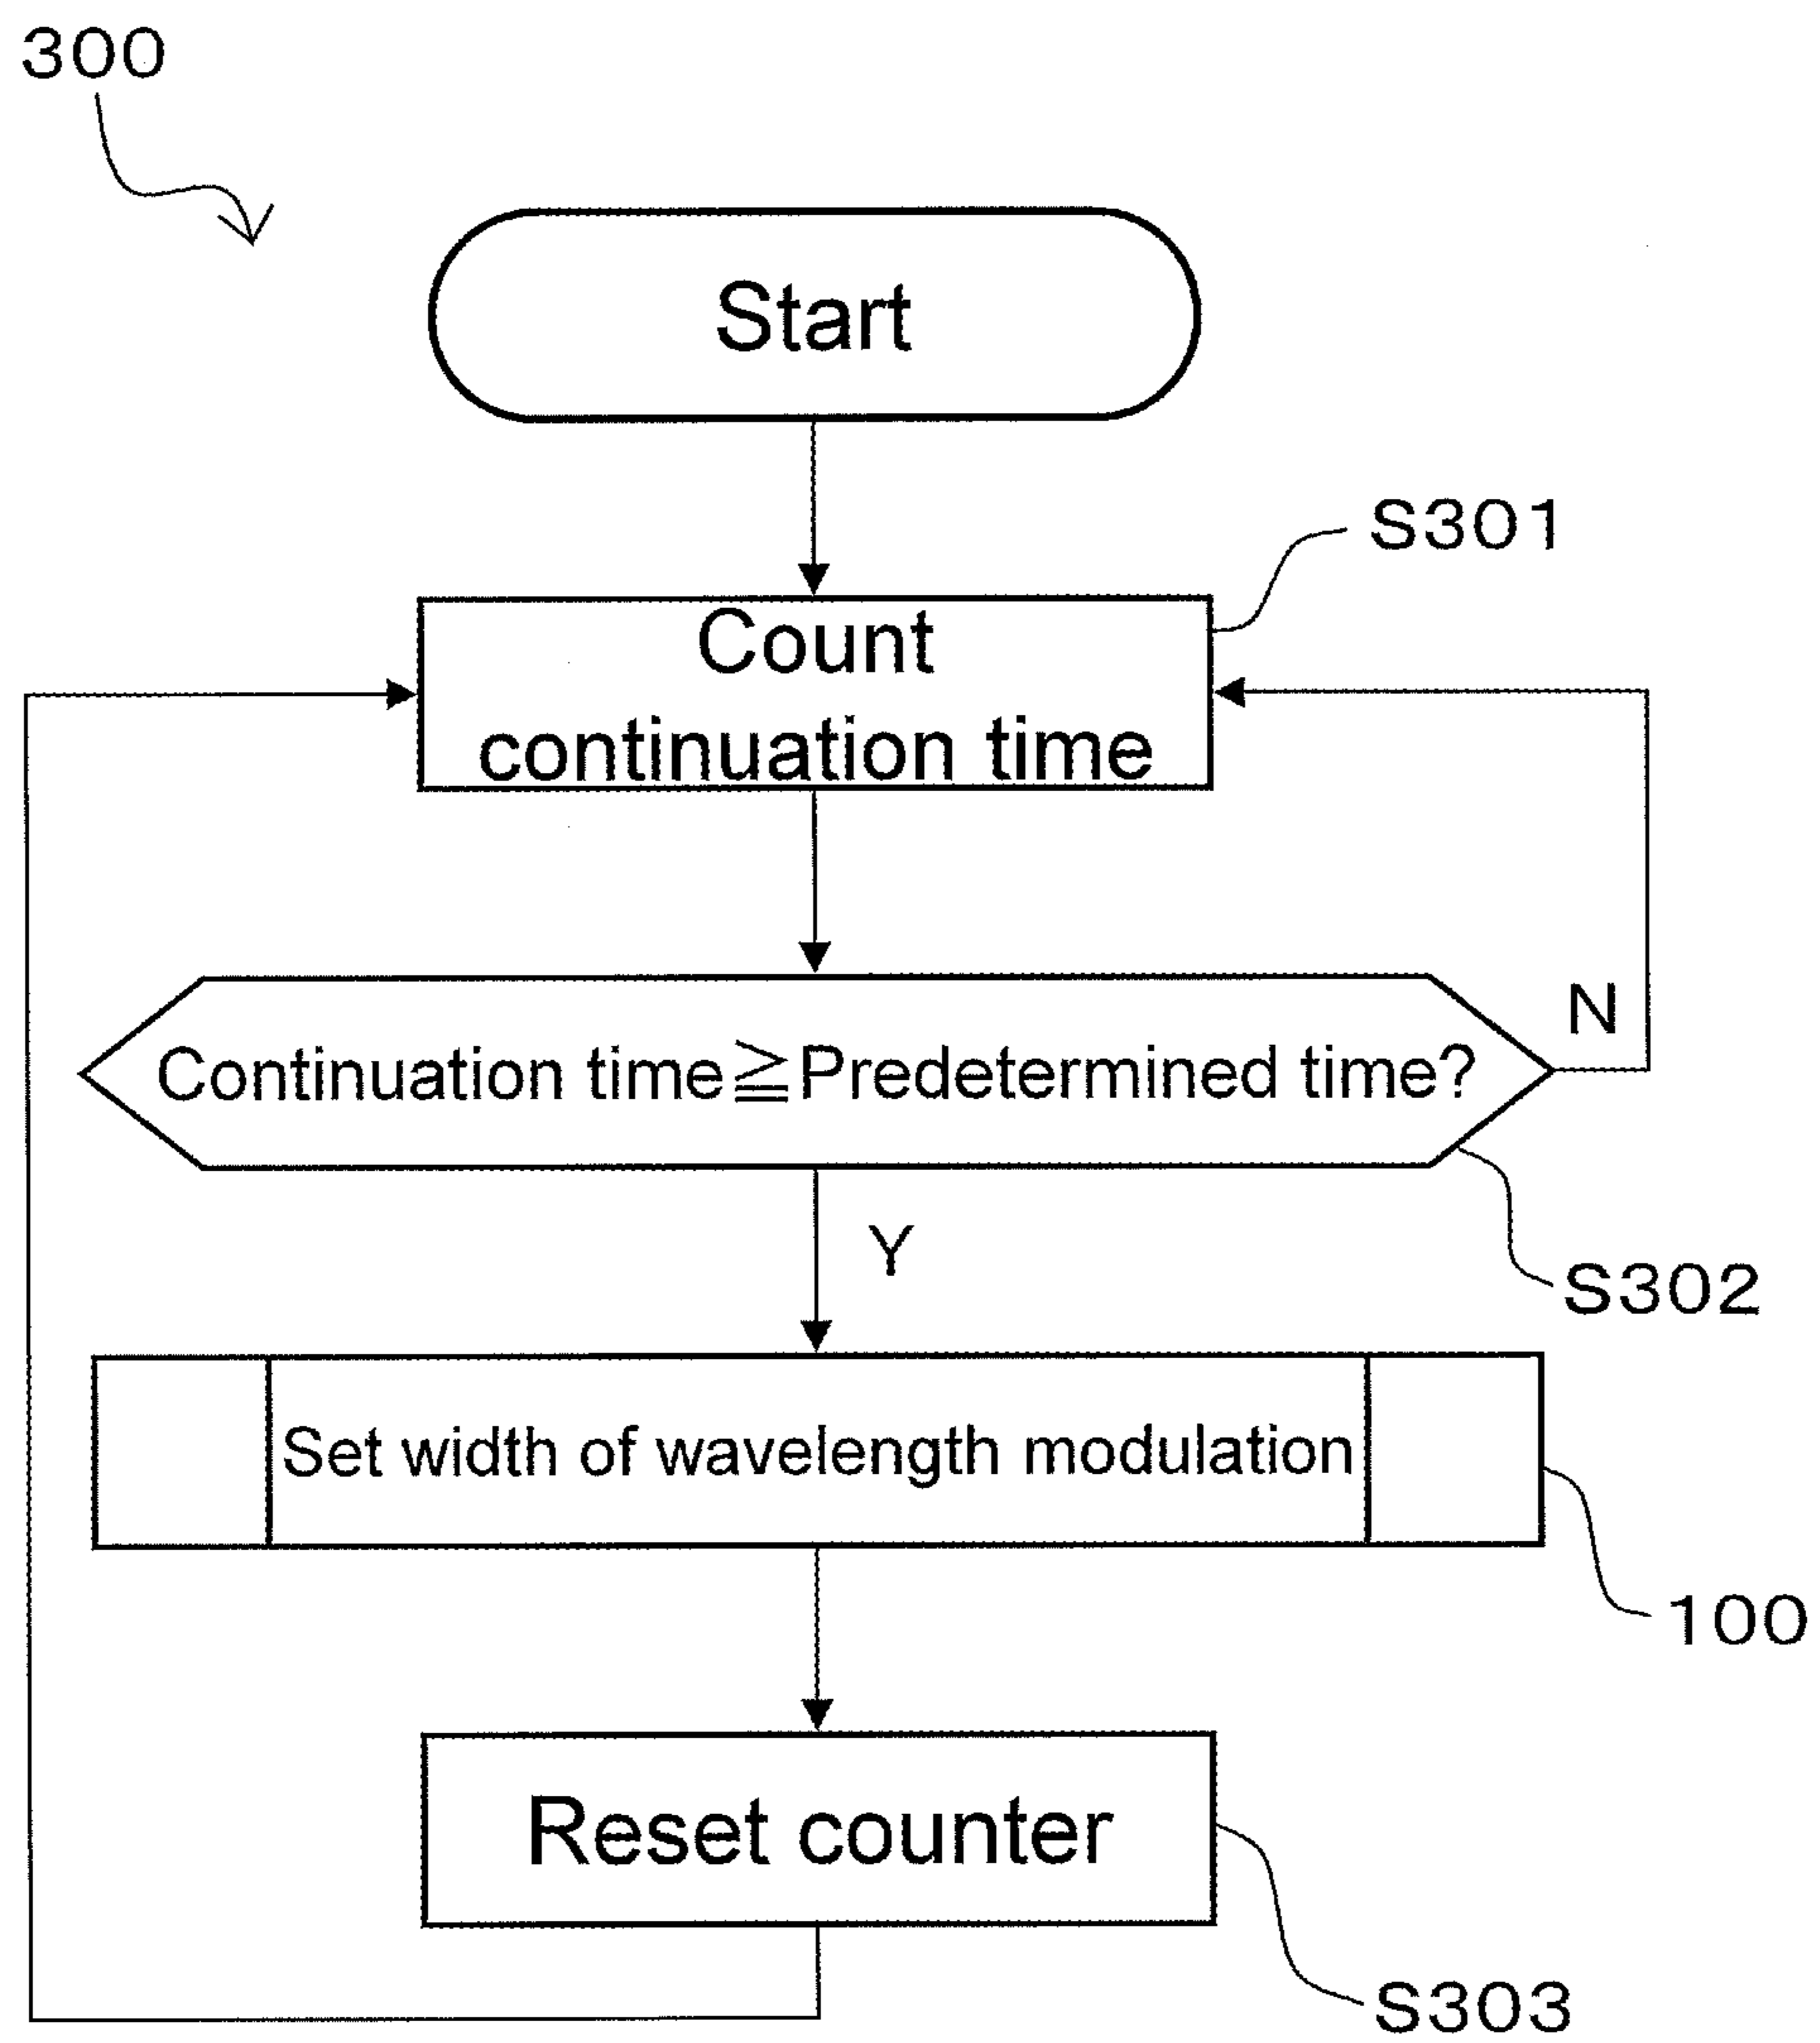 300
Start
S301
Count
continuation time
N
Continuation time≧Predetermined time?
Y
S302
Set width of wavelength modulation
100
Reset counter
S303